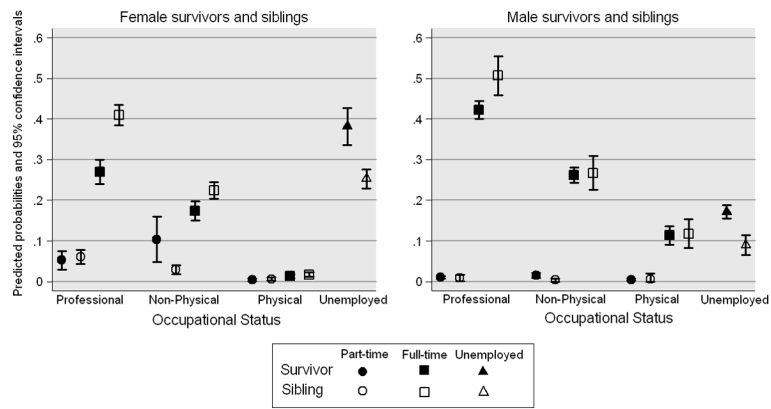 Female survivors and siblings
Male survivors and siblings
Predicted probabilities and 95% confidence intervals
.6
.5
.4
.3
.2
.1
0
Professional
Non-Physical
Physical
Unemployed
Occupational Status
.6
.5
.4
.3
.2
.1
0
Professional
Non-Physical
Physical
Unemployed
Occupational Status
Part-time Full-time Unemployed
Survivor
Sibling